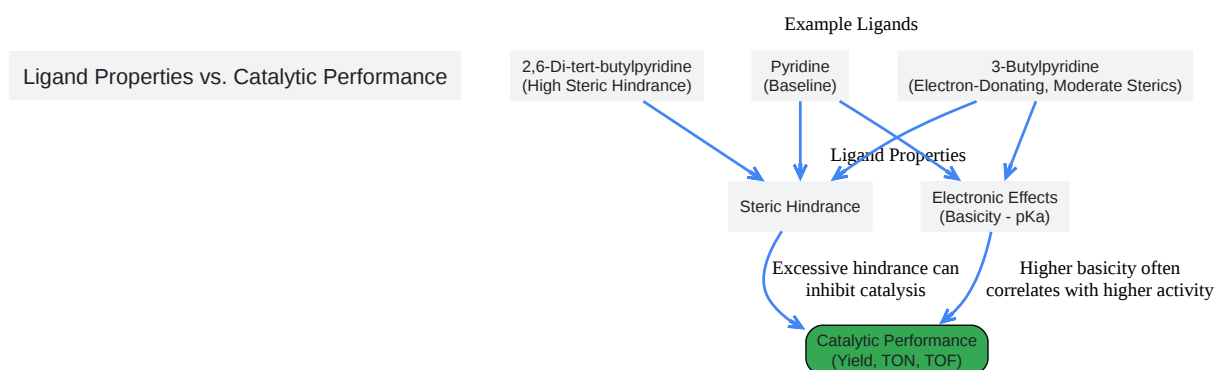 Ligand Properties vs. Catalytic Performance
Example Ligands
2,6-Di-tert-butylpyridine
(High Steric Hindrance)
Pyridine
(Baseline)
3-Butylpyridine
(Electron-Donating, Moderate Sterics)
Ligand Properties
Steric Hindrance
Electronic Effects
(Basicity - pKa)
Excessive hindrance can
inhibit catalysis
Higher basicity often
correlates with higher activity
Catalytic Performance
(Yield, TON, TOF)